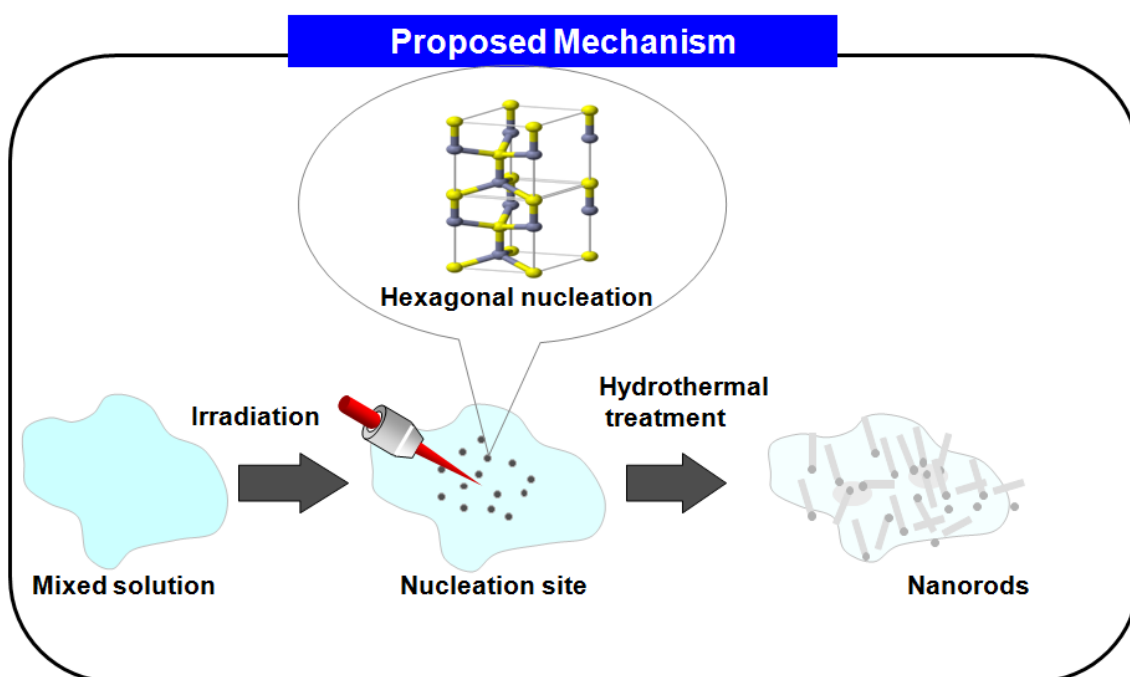 Proposed Mechanism
Hexagonal nucleation
Irradiation
Hydrothermal
treatment
Mixed solution
Nucleation site
Nanorods